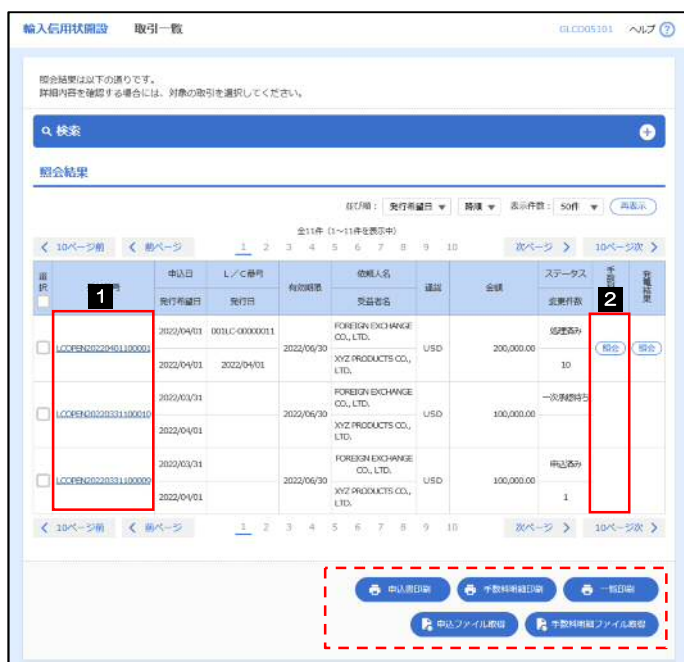 輸入信用状開設 取引一覧 GLCO05101 ヘルプ ?
照会結果は以下の通りです。
詳細内容を確認する場合には、対象の取引を選択してください。
検索
照会結果
並び順： 発行希望日 降順 表示件数： 50件 再表示
全11件（1～11件を表示中）
10ページ前 前ページ 1 2 3 4 5 6 7 8 9 10 次ページ 10ページ次
選択 1 号 申込日 L／C番号 有効期限 依頼人名 通貨 金額 ステータス 手数料 発電結果
発行希望日 発行日 受益者名 変更件数 2
LCOPEN20220401100001 2022/04/01 001LC-00000011 2022/06/30 FOREIGN EXCHANGE CO., LTD. USD 200,000.00 処理済み 照会 照会
2022/04/01 2022/04/01 XYZ PRODUCTS CO., LTD. 10
LCOPEN20220331100010 2022/03/31 2022/06/30 FOREIGN EXCHANGE CO., LTD. USD 100,000.00 一次承認待ち
2022/04/01 XYZ PRODUCTS CO., LTD.
LCOPEN20220331100009 2022/03/31 2022/06/30 FOREIGN EXCHANGE CO., LTD. USD 100,000.00 申込済み
2022/04/01 XYZ PRODUCTS CO., LTD. 1
10ページ前 前ページ 1 2 3 4 5 6 7 8 9 10 次ページ 10ページ次
申込書印刷 手数料明細印刷 一覧印刷
申込ファイル取得 手数料明細ファイル取得